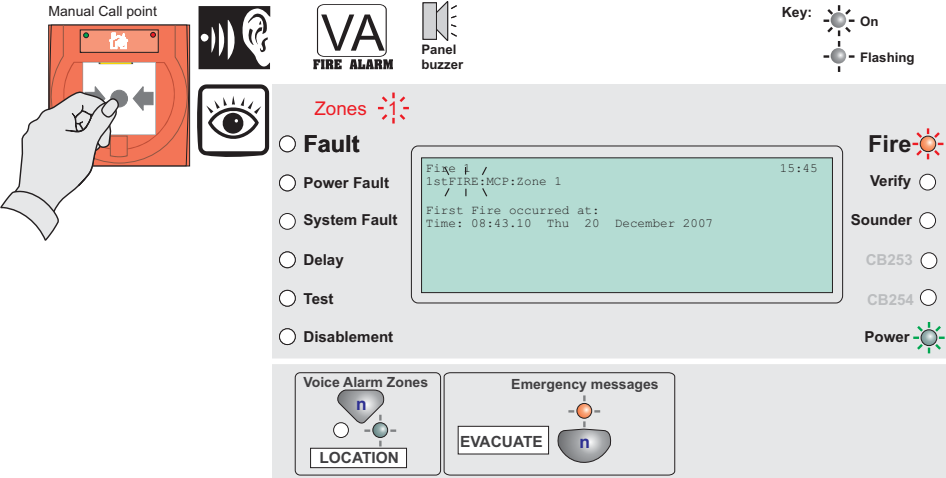 Manual Call point
VA
FIRE ALARM
Panel
buzzer
Key:
On
Flashing
Zones 1
Fault
Power Fault
System Fault
Delay
Test
Disablement
Fire 1 15:45
1stFIRE:MCP:Zone 1
First Fire occurred at:
Time: 08:43.10 Thu 20 December 2007
Fire
Verify
Sounder
CB253
CB254
Power
Voice Alarm Zones
n
LOCATION
Emergency messages
EVACUATE
n